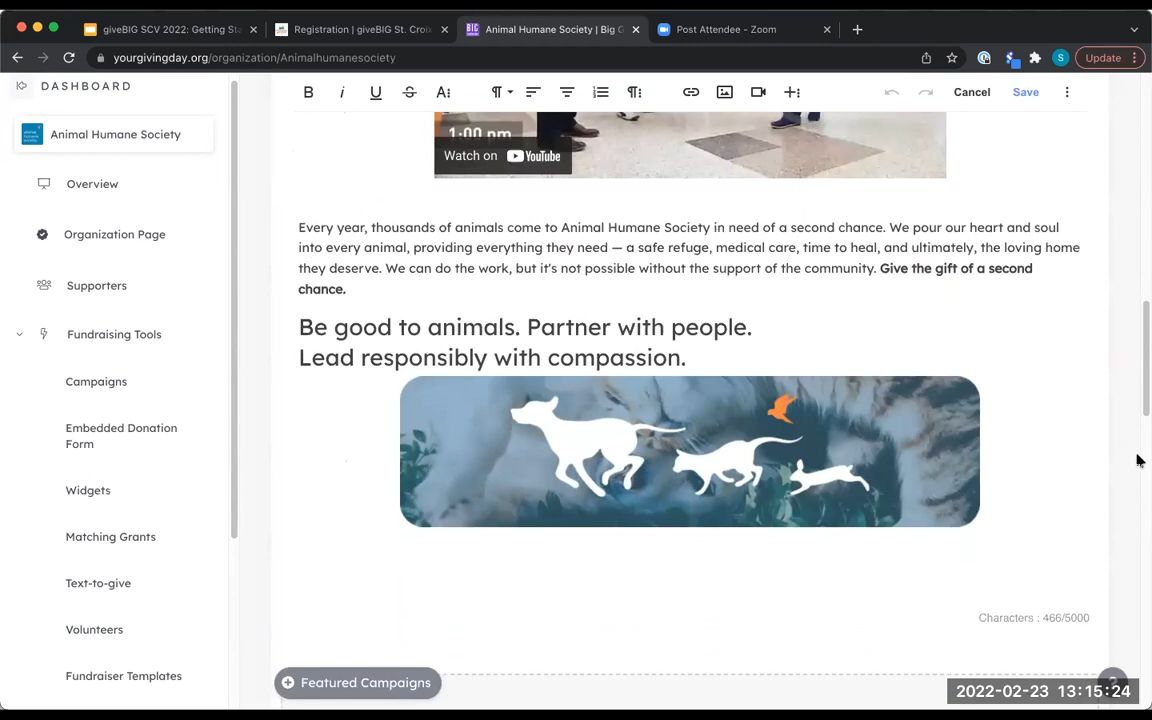 giveBIG SCV 2022: Getting Sta
Registration | giveBIG St. Croix
BIG
Animal Humane Society | Big G
Post Attendee - Zoom
yourgivingday.org/organization/Animalhumanesociety
S
Update
DASHBOARD
Animal Humane Society
Overview
Organization Page
Supporters
Fundraising Tools
Campaigns
Embedded Donation
Form
Widgets
Matching Grants
Text-to-give
Volunteers
Fundraiser Templates
B i U S A
Cancel
Save
1:00 pm
Watch on YouTube
Every year, thousands of animals come to Animal Humane Society in need of a second chance. We pour our heart and soul
into every animal, providing everything they need — a safe refuge, medical care, time to heal, and ultimately, the loving home
they deserve. We can do the work, but it's not possible without the support of the community. Give the gift of a second
chance.
Be good to animals. Partner with people.
Lead responsibly with compassion.
Characters : 466/5000
Featured Campaigns
?
2022-02-23 13:15:24